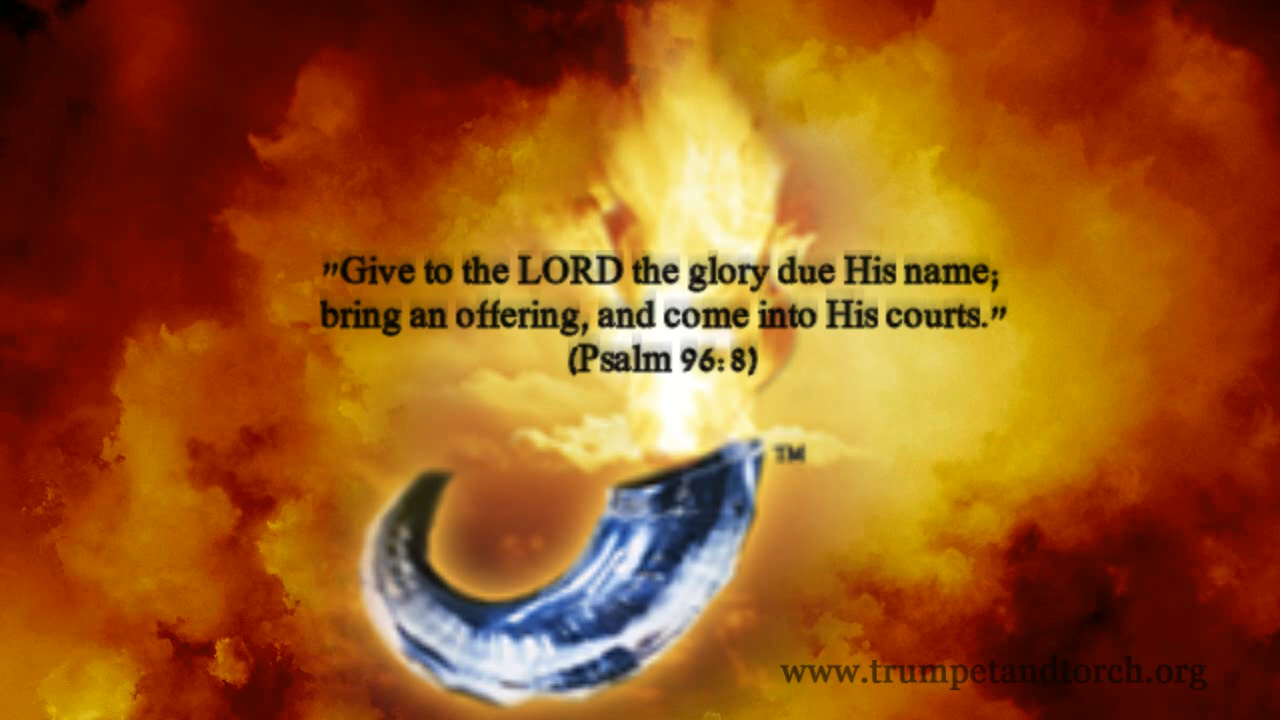 "Give to the LORD the glory due His name;
bring an offering, and come into His courts."
(Psalm 96:8)
TM
www.trumpetandtorch.org